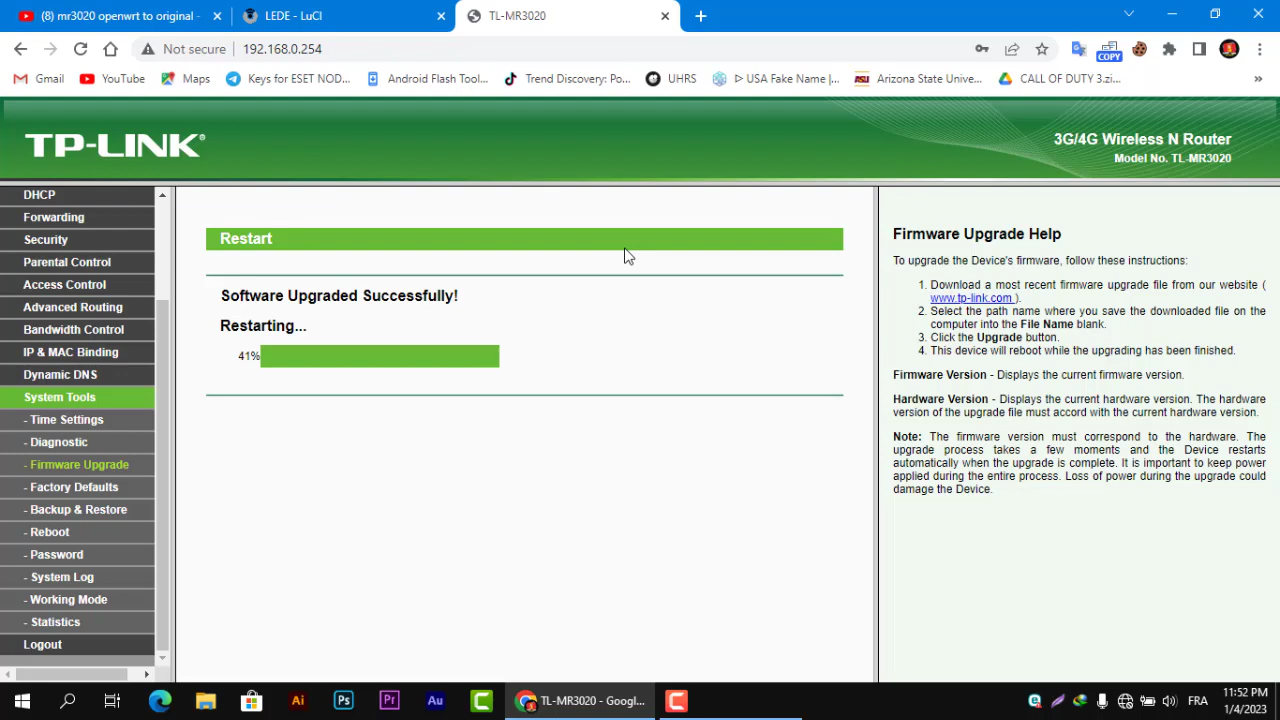 (8) mr3020 openwrt to original -
LEDE - LuCI
TL-MR3020
Not secure
192.168.0.254
COPY
Gmail
YouTube
Maps
Keys for ESET NOD...
Android Flash Tool...
Trend Discovery: Po...
UHRS
ᐅ USA Fake Name |...
ASU
Arizona State Unive...
CALL OF DUTY 3.zi...
»
TP-LINK®
3G/4G Wireless N Router
Model No. TL-MR3020
DHCP
Forwarding
Security
Parental Control
Access Control
Advanced Routing
Bandwidth Control
IP & MAC Binding
Dynamic DNS
System Tools
- Time Settings
- Diagnostic
- Firmware Upgrade
- Factory Defaults
- Backup & Restore
- Reboot
- Password
- System Log
- Working Mode
- Statistics
Logout
Restart
Software Upgraded Successfully!
Restarting...
41%
Firmware Upgrade Help
To upgrade the Device's firmware, follow these instructions:
1. Download a most recent firmware upgrade file from our website (
www.tp-link.com ).
2. Select the path name where you save the downloaded file on the
computer into the File Name blank.
3. Click the Upgrade button.
4. This device will reboot while the upgrading has been finished.
Firmware Version - Displays the current firmware version.
Hardware Version - Displays the current hardware version. The hardware
version of the upgrade file must accord with the current hardware version.
Note: The firmware version must correspond to the hardware. The
upgrade process takes a few moments and the Device restarts
automatically when the upgrade is complete. It is important to keep power
applied during the entire process. Loss of power during the upgrade could
damage the Device.
Ai
Ps
Pr
Au
TL-MR3020 - Googl...
FRA
11:52 PM
1/4/2023